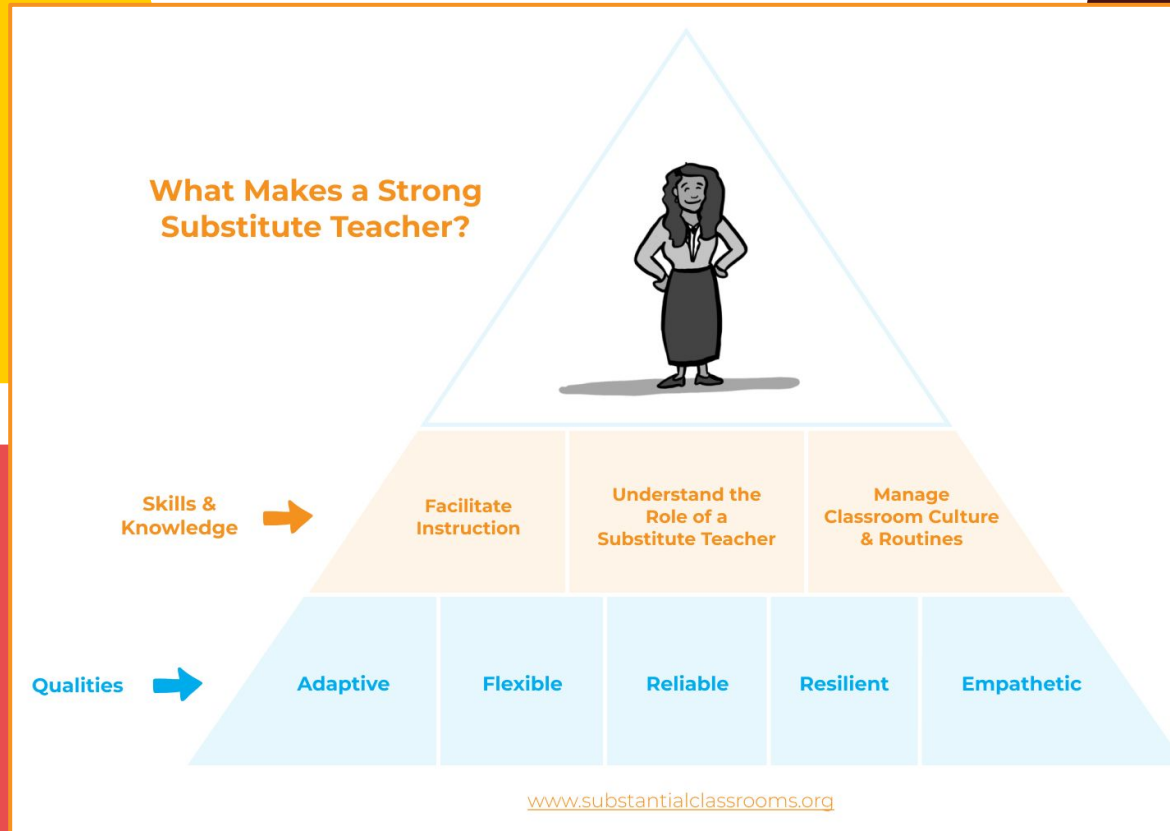 What Makes a Strong
Substitute Teacher?
Skills &
Knowledge
Facilitate
Instruction
Understand the
Role of a
Substitute Teacher
Manage
Classroom Culture
& Routines
Qualities
Adaptive
Flexible
Reliable
Resilient
Empathetic
www.substantialclassrooms.org